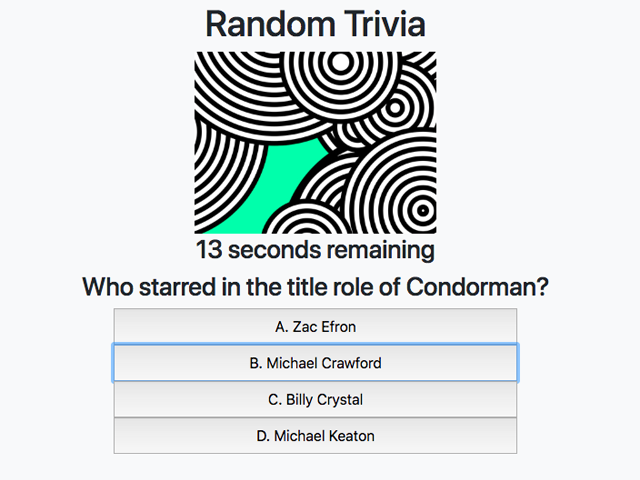 Random Trivia
13 seconds remaining
Who starred in the title role of Condorman?
A. Zac Efron
B. Michael Crawford
C. Billy Crystal
D. Michael Keaton